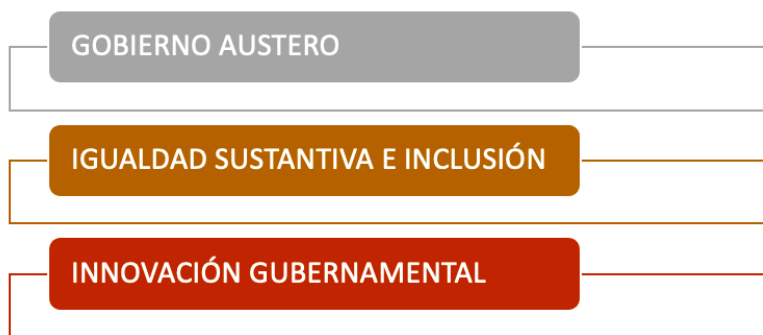 GOBIERNO AUSTERO
IGUALDAD SUSTANTIVA E INCLUSIÓN
INNOVACIÓN GUBERNAMENTAL